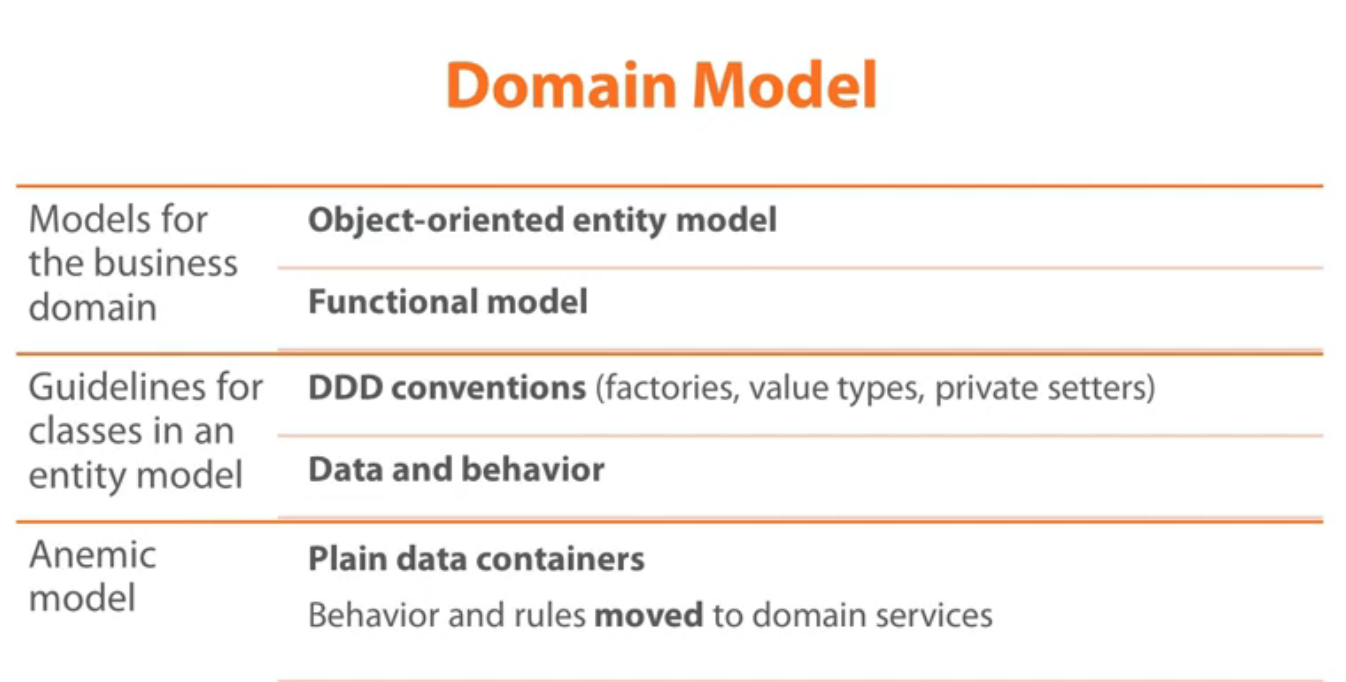 Domain Model
Models for
the business
domain
Object-oriented entity model
Functional model
Guidelines for
classes in an
entity model
DDD conventions (factories, value types, private setters)
Data and behavior
Anemic
model
Plain data containers
Behavior and rules moved to domain services